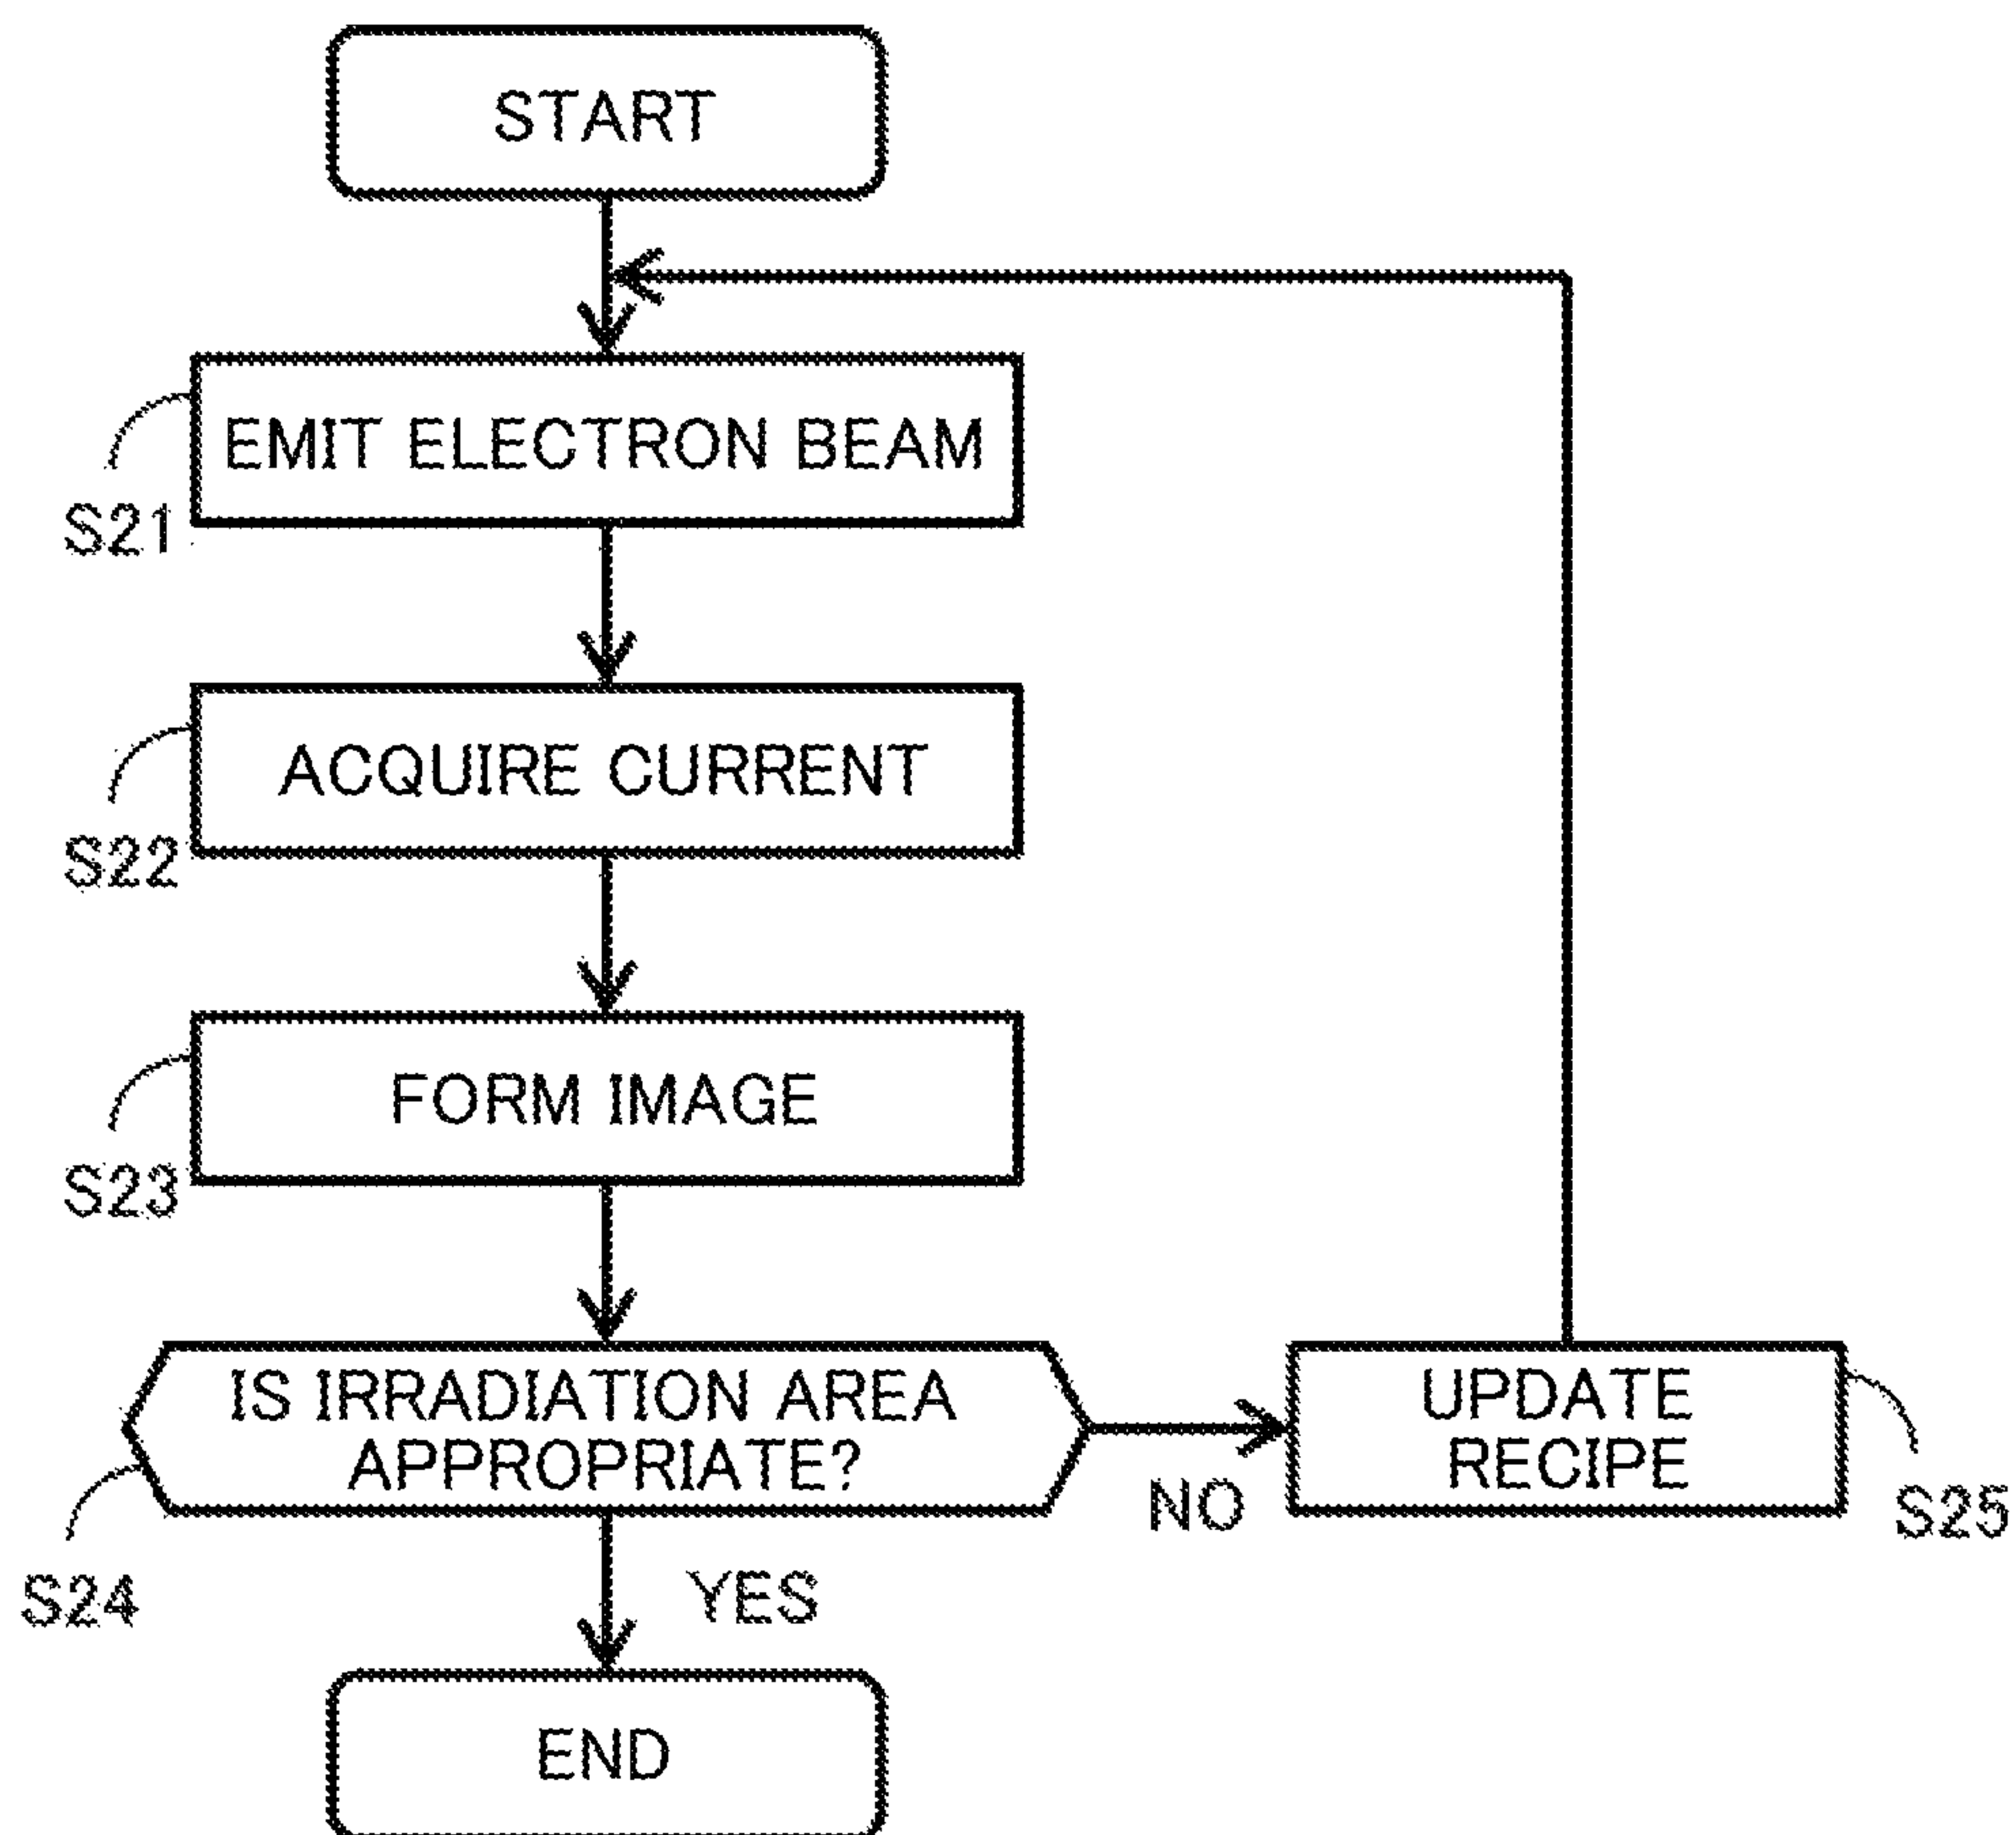 START
EMIT ELECTRON BEAM
S21
ACQUIRE CURRENT
S22
FORM IMAGE
S23
IS IRRADIATION AREA
APPROPRIATE?
S24
NO
UPDATE
RECIPE
S25
YES
END